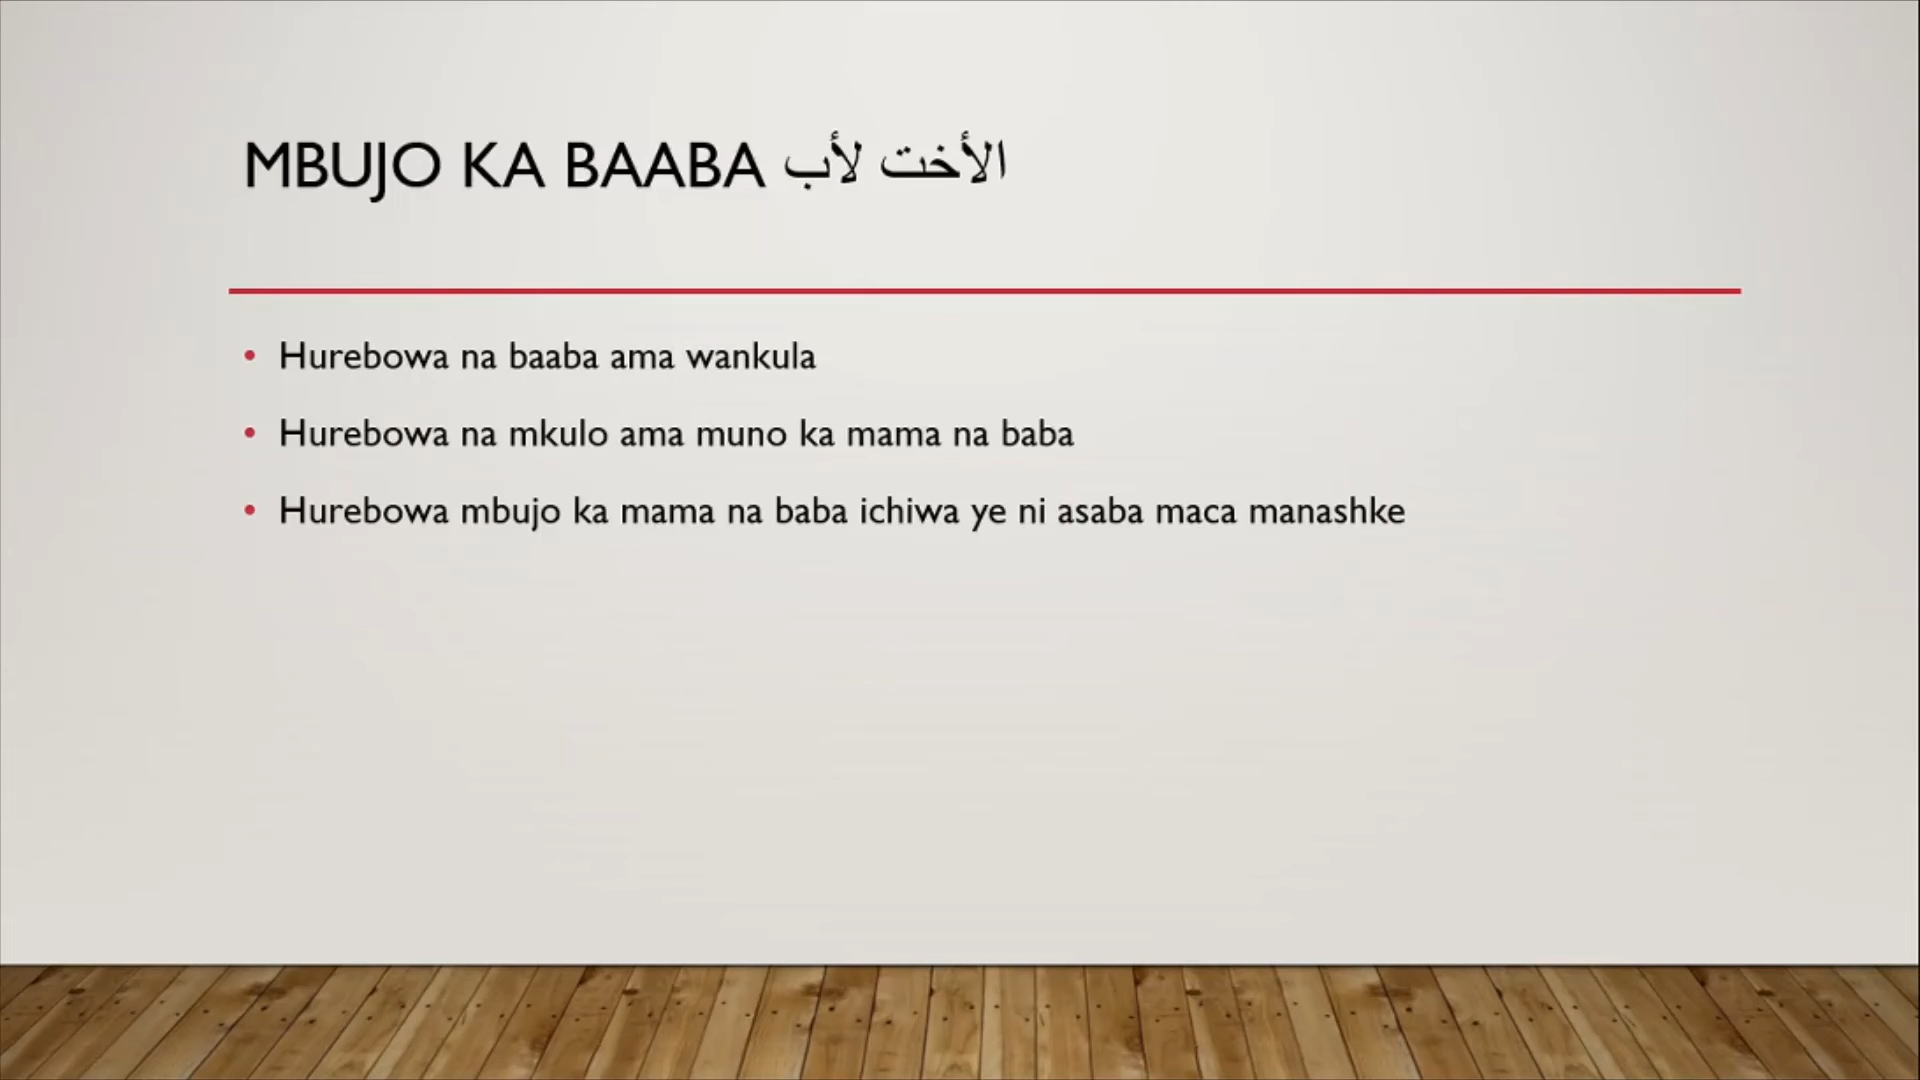 MBUJO KA BAABA الأخت لأب
• Hurebowa na baaba ama wankula
• Hurebowa na mkulo ama muno ka mama na baba
• Hurebowa mbujo ka mama na baba ichiwa ye ni asaba maca manashke